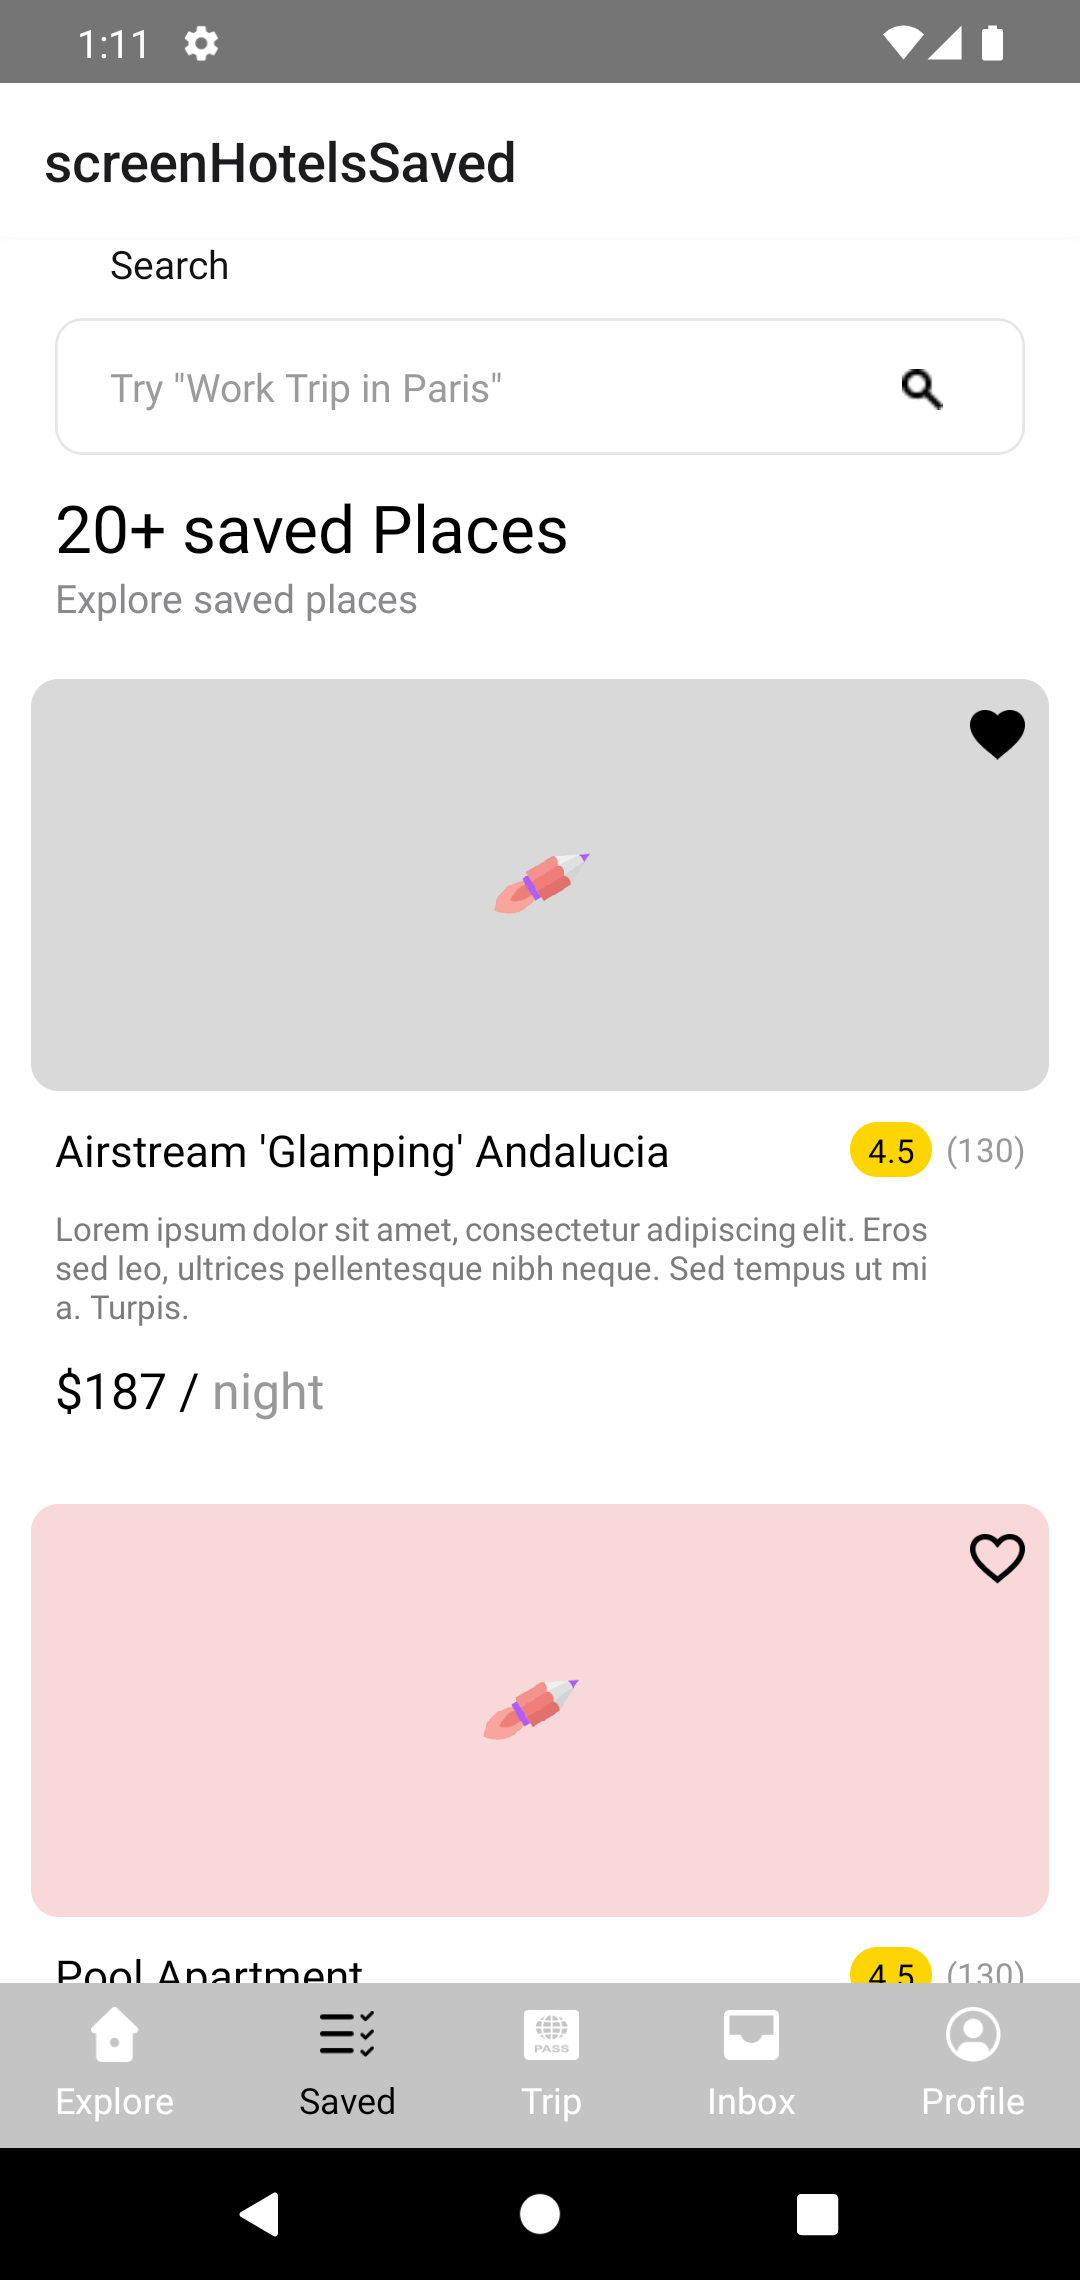 1:11
screenHotelsSaved
Search
Try "Work Trip in Paris"
20+ saved Places
Explore saved places
Airstream 'Glamping' Andalucia
4.5 (130)
Lorem ipsum dolor sit amet, consectetur adipiscing elit. Eros
sed leo, ultrices pellentesque nibh neque. Sed tempus ut mi
a. Turpis.
$187 / night
Pool Apartment
4.5 (130)
PASS
Explore
Saved
Trip
Inbox
Profile